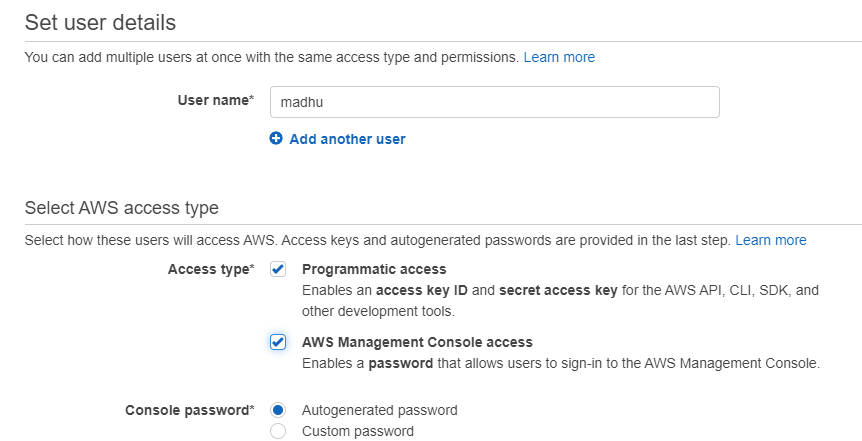 Set user details
You can add multiple users at once with the same access type and permissions. Learn more
User name* madhu
Add another user
Select AWS access type
Select how these users will access AWS. Access keys and autogenerated passwords are provided in the last step. Learn more
Access type* Programmatic access
Enables an access key ID and secret access key for the AWS API, CLI, SDK, and
other development tools.
AWS Management Console access
Enables a password that allows users to sign-in to the AWS Management Console.
Console password* Autogenerated password
Custom password